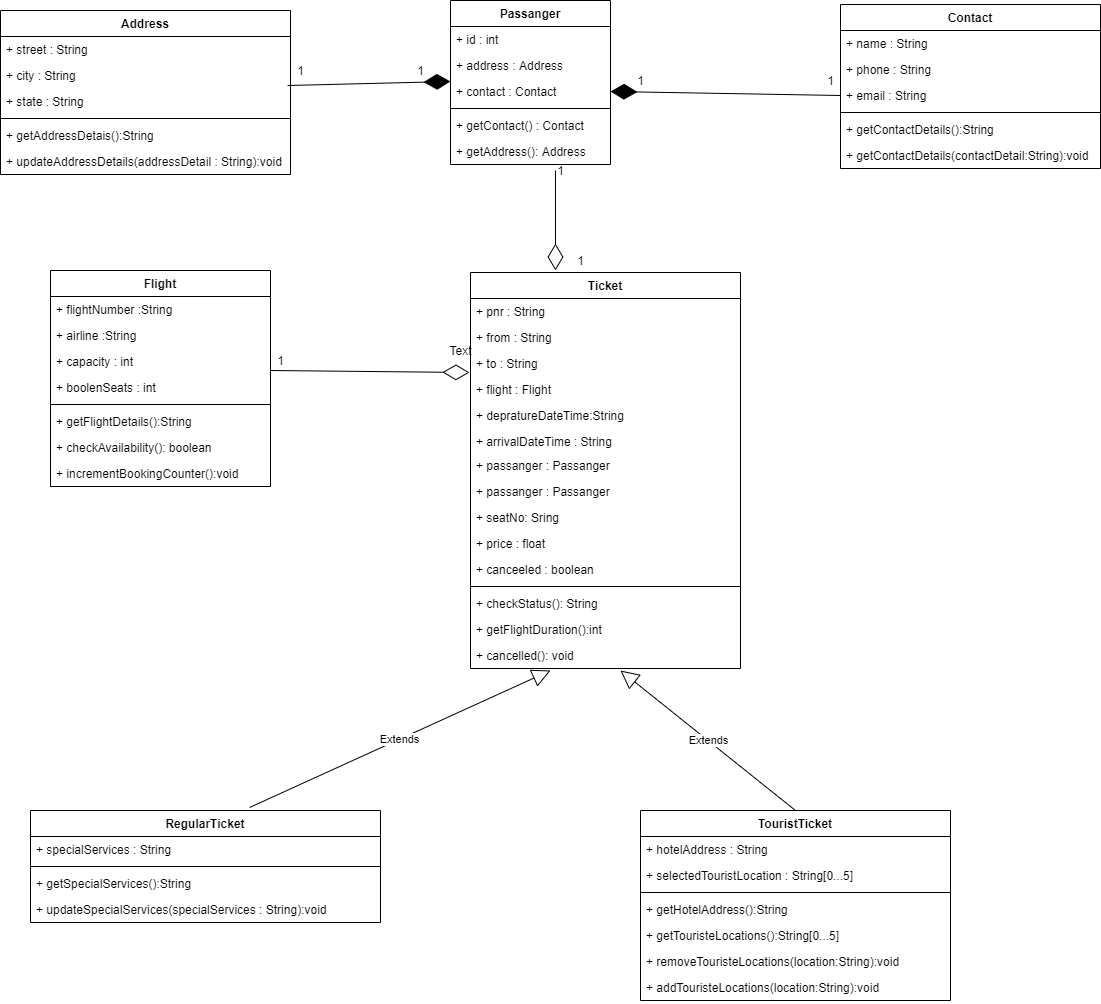 Address
+ street : String
+ city : String
+ state : String
+ getAddressDetais():String
+ updateAddressDetails(addressDetail : String):void
1
1
Passanger
+ id : int
+ address : Address
+ contact : Contact
+ getContact() : Contact
+ getAddress(): Address
1
1
Contact
+ name : String
+ phone : String
+ email : String
+ getContactDetails():String
+ getContactDetails(contactDetail:String):void
1
1
Flight
+ flightNumber :String
+ airline :String
+ capacity : int
+ boolenSeats : int
+ getFlightDetails():String
+ checkAvailability(): boolean
+ incrementBookingCounter():void
1
Text
Ticket
+ pnr : String
+ from : String
+ to : String
+ flight : Flight
+ depratureDateTime:String
+ arrivalDateTime : String
+ passanger : Passanger
+ passanger : Passanger
+ seatNo: Sring
+ price : float
+ canceeled : boolean
+ checkStatus(): String
+ getFlightDuration():int
+ cancelled(): void
Extends
Extends
RegularTicket
+ specialServices : String
+ getSpecialServices():String
+ updateSpecialServices(specialServices : String):void
TouristTicket
+ hotelAddress : String
+ selectedTouristLocation : String[0...5]
+ getHotelAddress():String
+ getTouristeLocations():String[0...5]
+ removeTouristeLocations(location:String):void
+ addTouristeLocations(location:String):void